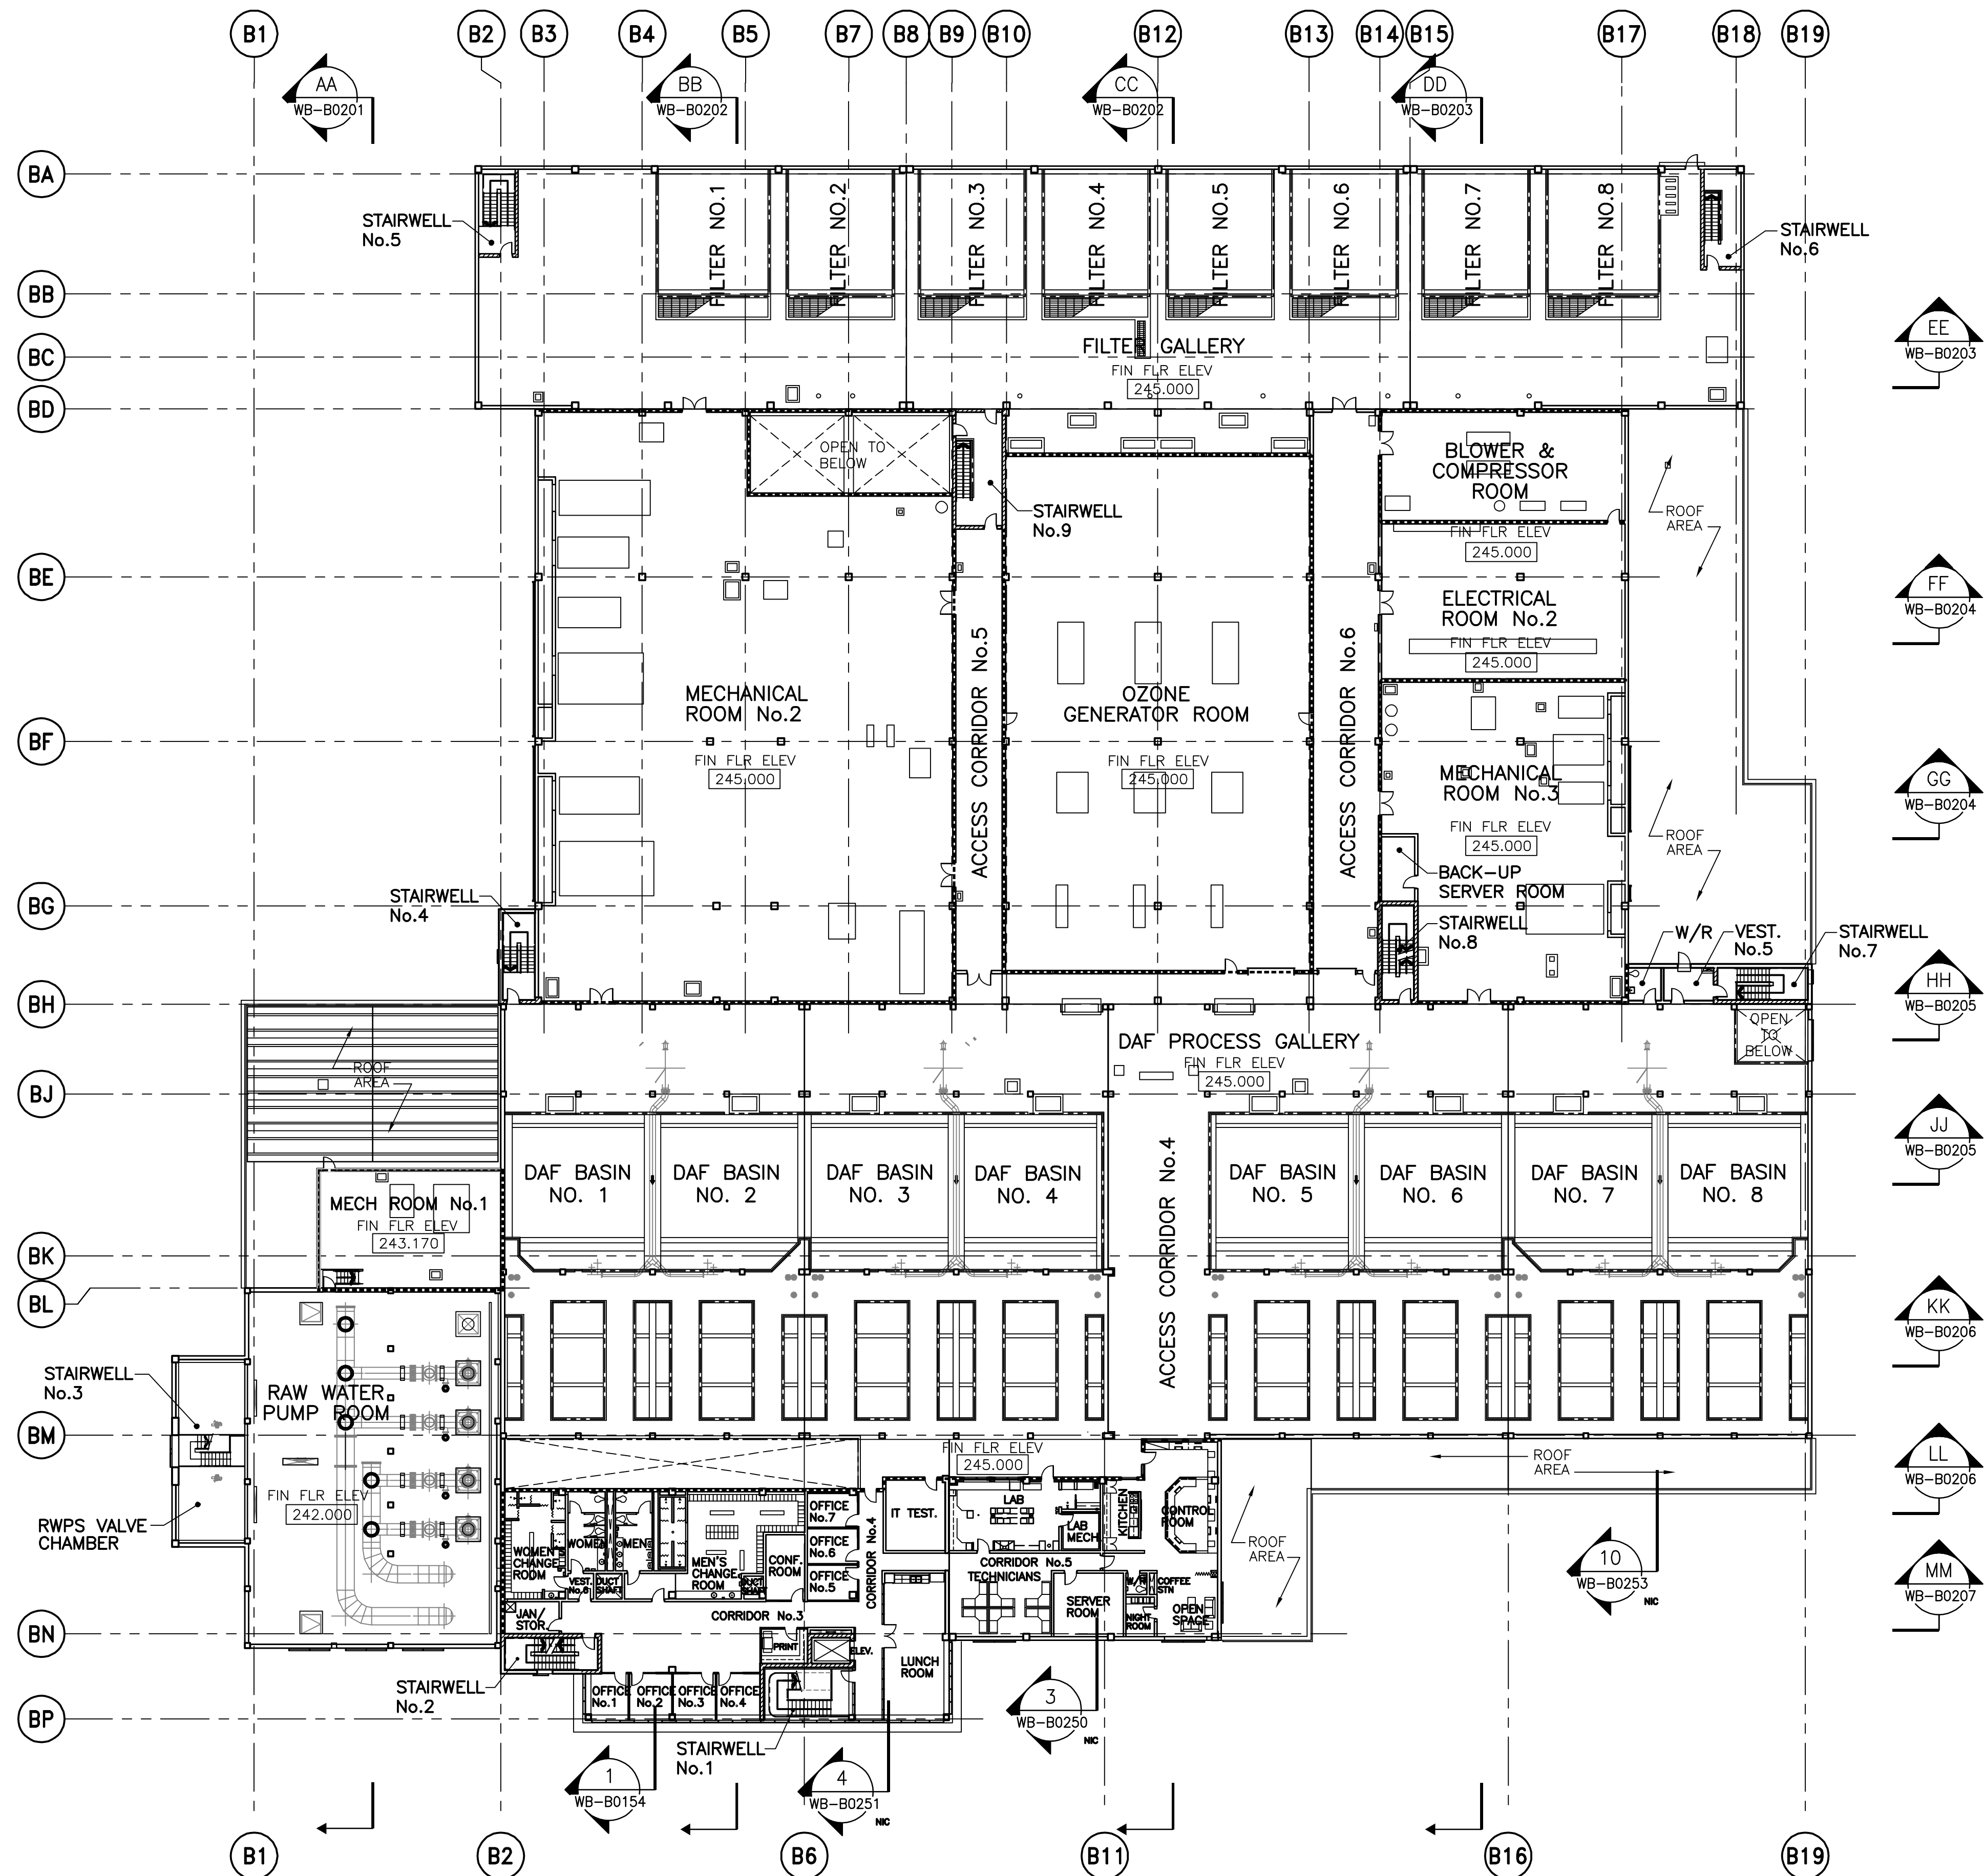 B1
B2
B3
B4
B5
B7
B8
B9
B10
B12
B13
B14
B15
B17
B18
B19
AA
WB-B0201
BB
WB-B0202
CC
WB-B0202
DD
WB-B0203
BA
BB
BC
BD
BE
BF
BG
BH
BJ
BK
BL
BM
BN
BP
STAIRWELL
No.5
FILTER NO.1
FILTER NO.2
FILTER NO.3
FILTER NO.4
FILTER NO.5
FILTER NO.6
FILTER NO.7
FILTER NO.8
STAIRWELL
No.6
FILTER GALLERY
FIN FLR ELEV
245.000
EE
WB-B0203
FF
WB-B0204
GG
WB-B0204
HH
WB-B0205
JJ
WB-B0205
KK
WB-B0206
LL
WB-B0206
MM
WB-B0207
OPEN TO
BELOW
STAIRWELL
No.9
BLOWER &
COMPRESSOR
ROOM
FIN FLR ELEV
245.000
ROOF
AREA
ELECTRICAL
ROOM No.2
FIN FLR ELEV
245.000
MECHANICAL
ROOM No.2
FIN FLR ELEV
245.000
ACCESS CORRIDOR No.5
OZONE
GENERATOR ROOM
FIN FLR ELEV
245.000
ACCESS CORRIDOR No.6
MECHANICAL
ROOM No.3
FIN FLR ELEV
245.000
ROOF
AREA
BACK-UP
SERVER ROOM
STAIRWELL
No.4
STAIRWELL
No.8
W/R
VEST.
No.5
STAIRWELL
No.7
OPEN
TO
BELOW
DAF PROCESS GALLERY
FIN FLR ELEV
245.000
ROOF
AREA
DAF BASIN
NO. 1
DAF BASIN
NO. 2
DAF BASIN
NO. 3
DAF BASIN
NO. 4
ACCESS CORRIDOR No.4
DAF BASIN
NO. 5
DAF BASIN
NO. 6
DAF BASIN
NO. 7
DAF BASIN
NO. 8
MECH ROOM No.1
FIN FLR ELEV
243.170
STAIRWELL
No.3
RAW WATER
PUMP ROOM
FIN FLR ELEV
242.000
RWPS VALVE
CHAMBER
FIN FLR ELEV
245.000
ROOF
AREA
ROOF
AREA
WOMEN'S
CHANGE
ROOM
WOMEN
MEN
MEN'S
CHANGE
ROOM
VEST.
No.6
DUCT
SHAFT
DUCT
SHAFT
CONF.
ROOM
OFFICE
No.7
OFFICE
No.6
OFFICE
No.5
CORRIDOR No.4
IT TEST.
LAB
LAB
MECH
KITCHEN
CONTROL
ROOM
CORRIDOR No.5
TECHNICIANS
SERVER
ROOM
W/R
COFFEE
STN
NIGHT
ROOM
OPEN
SPACE
JAN/
STOR.
CORRIDOR No.3
PRINT
ELEV.
LUNCH
ROOM
STAIRWELL
No.2
OFFICE
No.1
OFFICE
No.2
OFFICE
No.3
OFFICE
No.4
STAIRWELL
No.1
1
WB-B0154
4
WB-B0251
NIC
3
WB-B0250
NIC
10
WB-B0253
NIC
B1
B2
B6
B11
B16
B19